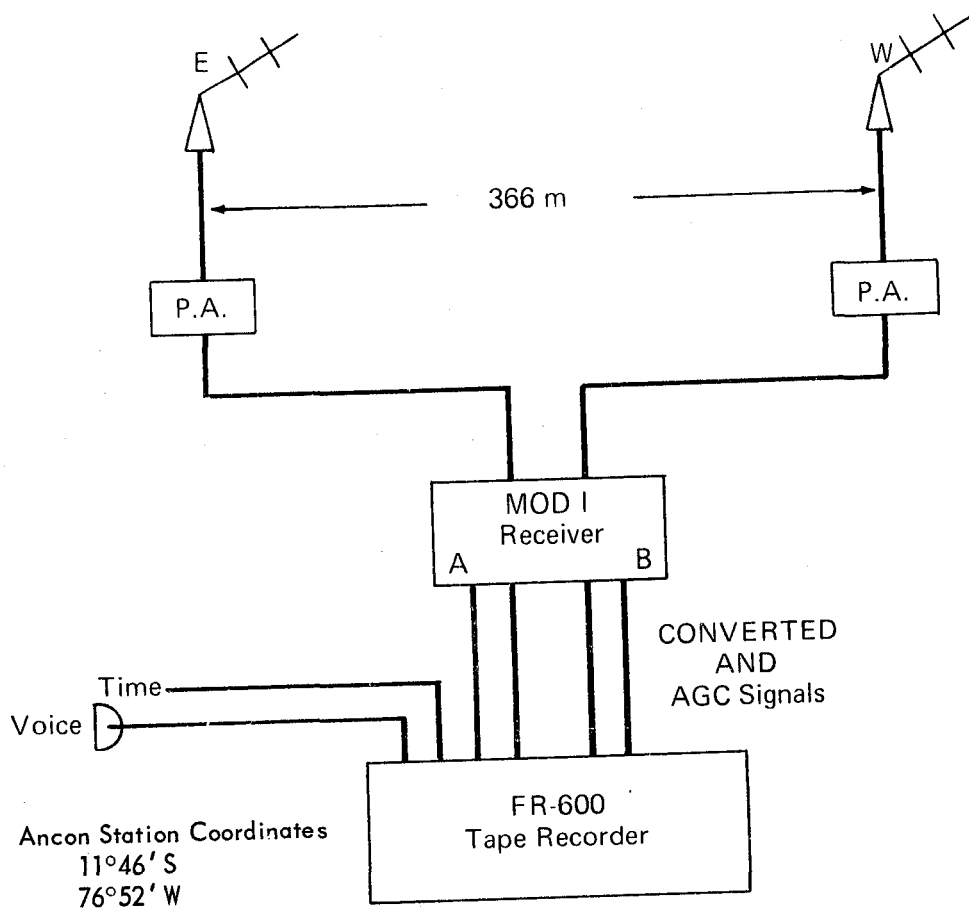 E
W
366 m
P.A.
P.A.
MOD I
Receiver
A
B
CONVERTED
AND
AGC Signals
Time
Voice
FR-600
Tape Recorder
Ancon Station Coordinates
11°46' S
76°52' W